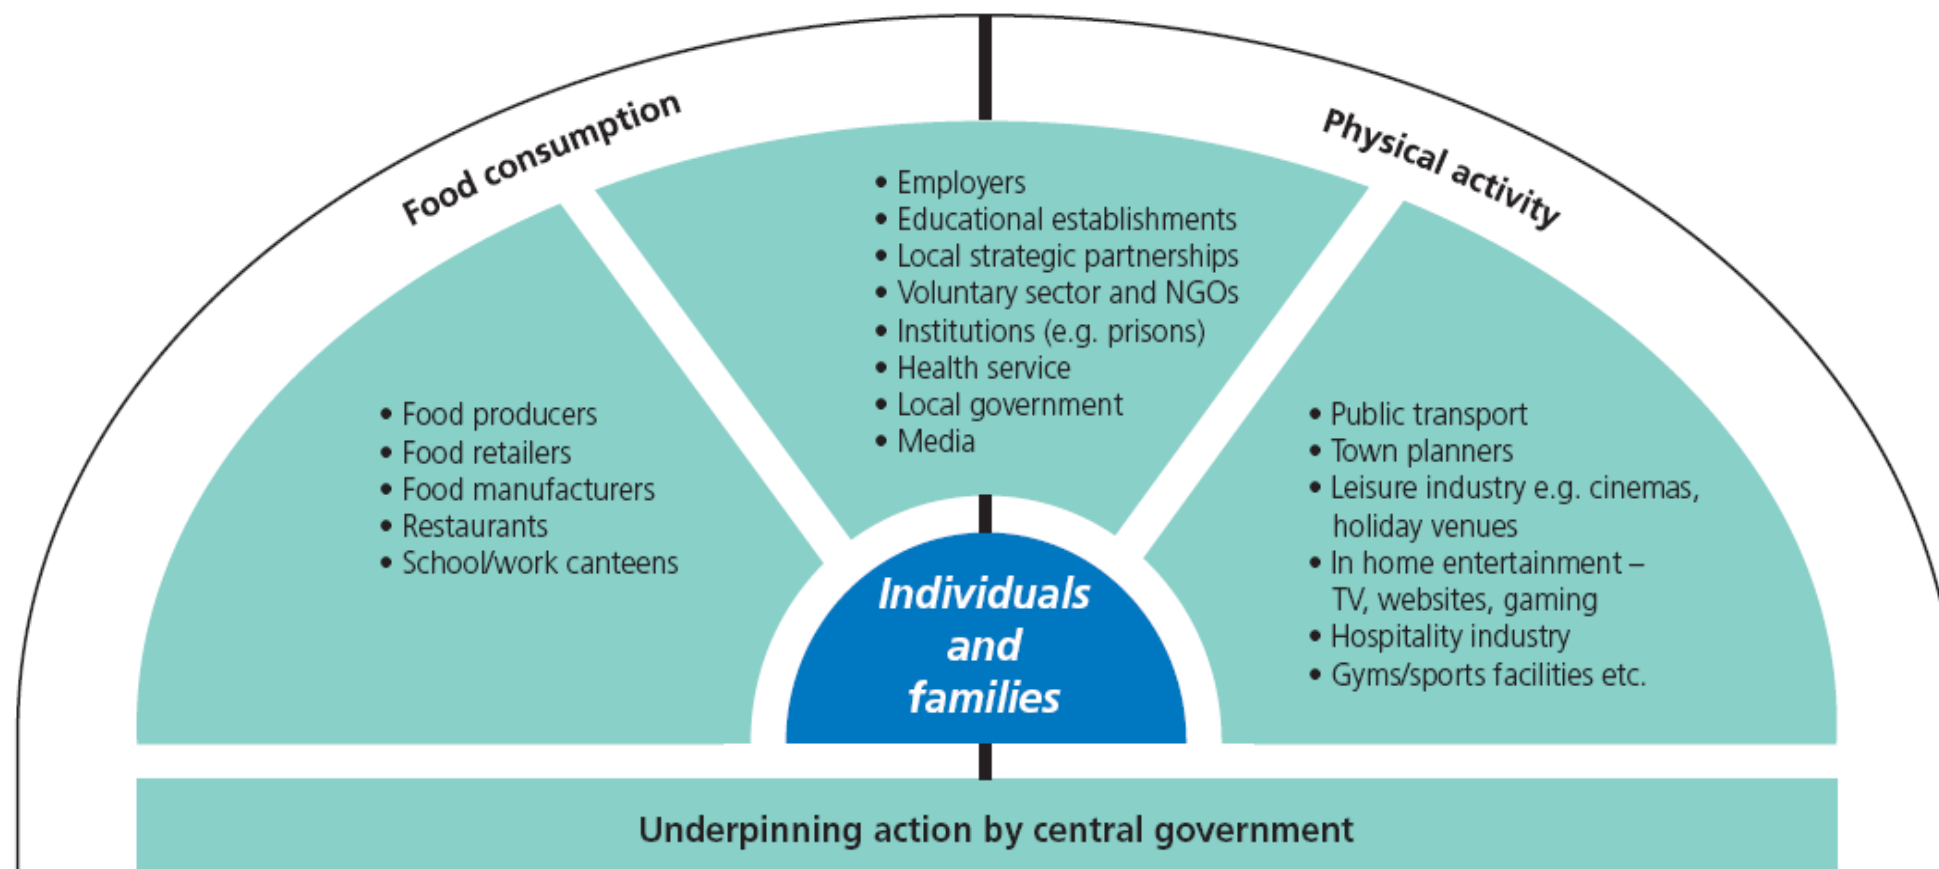 Food consumption
Physical activity
• Employers
• Educational establishments
• Local strategic partnerships
• Voluntary sector and NGOs
• Institutions (e.g. prisons)
• Health service
• Local government
• Media
• Food producers
• Food retailers
• Food manufacturers
• Restaurants
• School/work canteens
• Public transport
• Town planners
• Leisure industry e.g. cinemas,
holiday venues
• In home entertainment –
TV, websites, gaming
• Hospitality industry
• Gyms/sports facilities etc.
Individuals
and
families
Underpinning action by central government